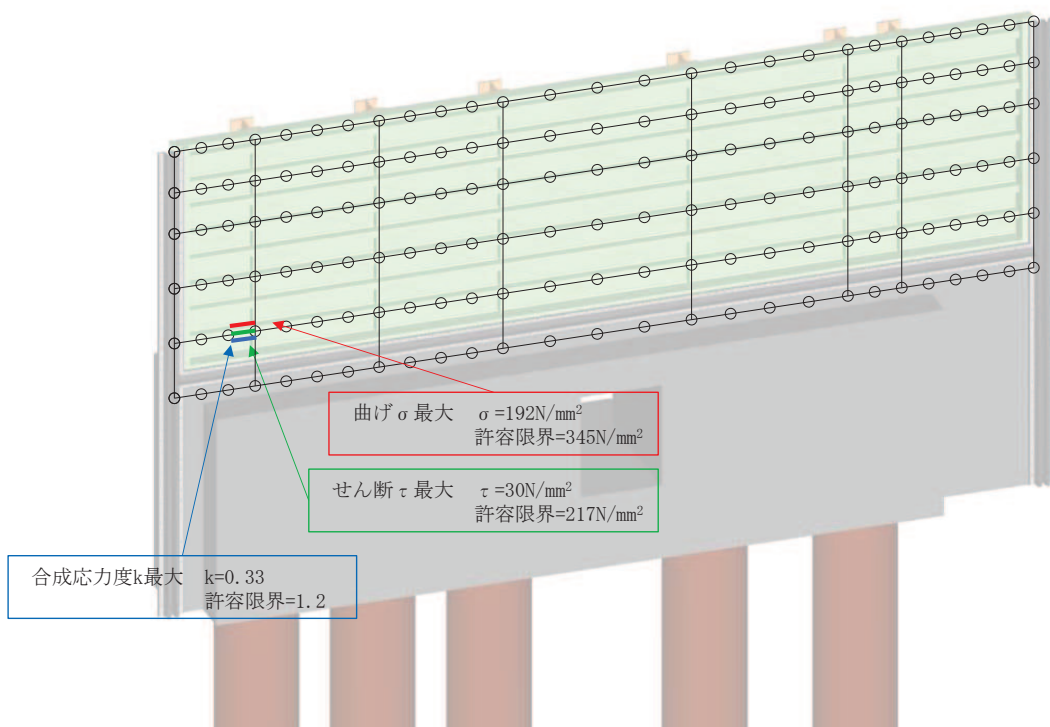 曲げσ最大 σ=192N/mm²
許容限界=345N/mm²
せん断τ最大 τ=30N/mm²
許容限界=217N/mm²
合成応力度k最大 k=0.33
許容限界=1.2